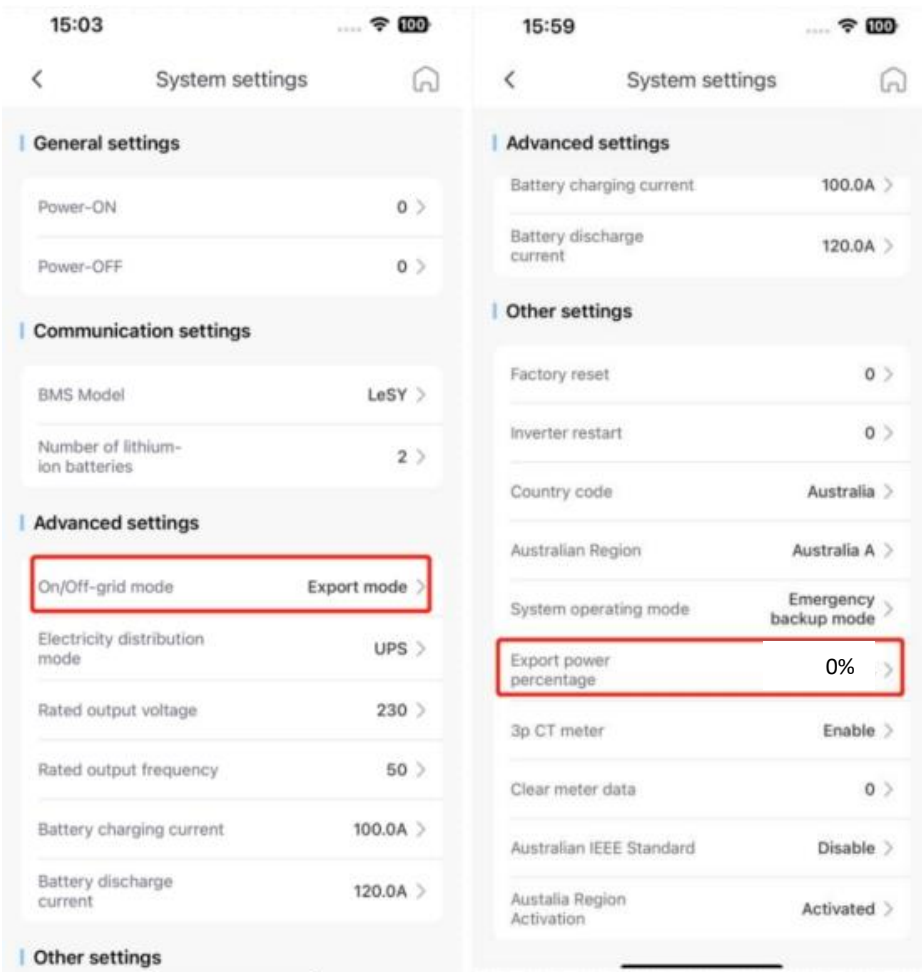 15:03
100
System settings
General settings
Power-ON 0
Power-OFF 0
Communication settings
BMS Model LeSY
Number of lithium-
ion batteries 2
Advanced settings
On/Off-grid mode Export mode
Electricity distribution
mode UPS
Rated output voltage 230
Rated output frequency 50
Battery charging current 100.0A
Battery discharge
current 120.0A
Other settings
15:59
100
System settings
Advanced settings
Battery charging current 100.0A
Battery discharge
current 120.0A
Other settings
Factory reset 0
Inverter restart 0
Country code Australia
Australian Region Australia A
System operating mode Emergency
backup mode
Export power
percentage 0%
3p CT meter Enable
Clear meter data 0
Australian IEEE Standard Disable
Austalia Region
Activation Activated